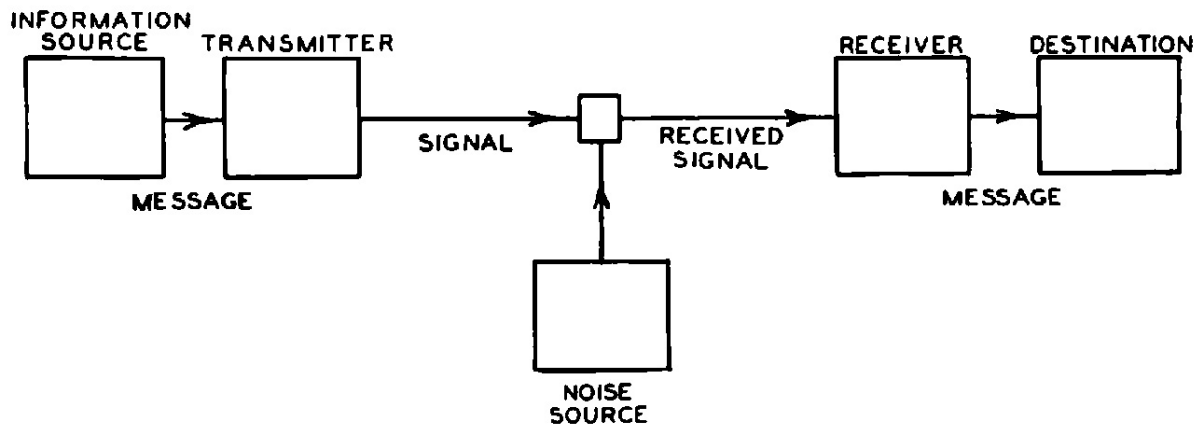 INFORMATION
SOURCE
TRANSMITTER
RECEIVER
DESTINATION
SIGNAL
RECEIVED
SIGNAL
MESSAGE
MESSAGE
NOISE
SOURCE